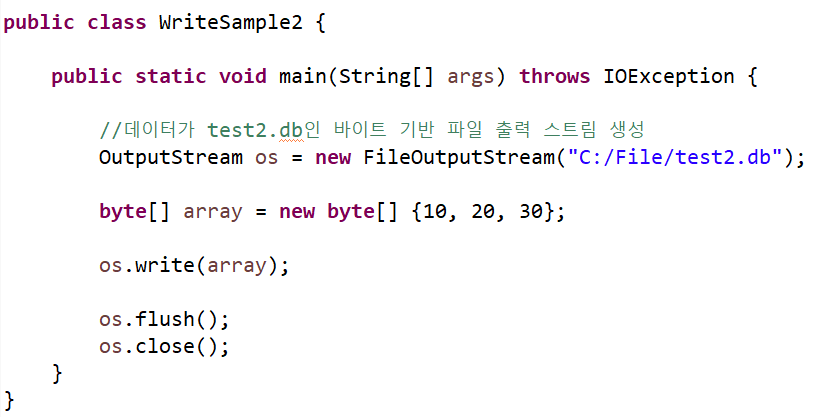 public class WriteSample2 {
public static void main(String[] args) throws IOException {
//데이터가 test2.db인 바이트 기반 파일 출력 스트림 생성
OutputStream os = new FileOutputStream("C:/File/test2.db");
byte[] array = new byte[] {10, 20, 30};
os.write(array);
os.flush();
os.close();
}
}